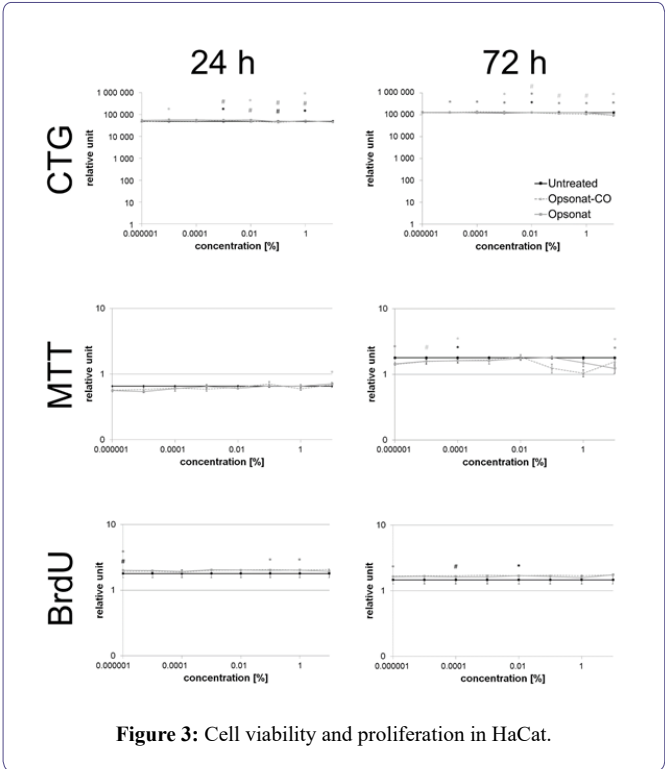 24 h
72 h
CTG
relative unit
1 000 000
100 000
10 000
1 000
100
10
1
0.000001
0.0001
0.01
1
concentration [%]
relative unit
1 000 000
100 000
10 000
1 000
100
10
1
0.000001
0.0001
0.01
1
concentration [%]
Untreated
Opsonat-CO
Opsonat
MTT
relative unit
10
1
0
0.000001
0.0001
0.01
1
concentration [%]
relative unit
10
1
0
0.000001
0.0001
0.01
1
concentration [%]
BrdU
relative unit
10
1
0
0.000001
0.0001
0.01
1
concentration [%]
relative unit
10
1
0
0.000001
0.0001
0.01
1
concentration [%]
Figure 3: Cell viability and proliferation in HaCat.